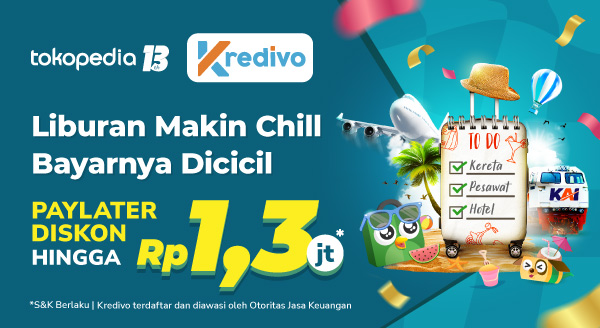 tokopedia 13
Kredivo
Liburan Makin Chill
Bayarnya Dicicil
PAYLATER
DISKON
HINGGA
Rp1,3jt*
*S&K Berlaku | Kredivo terdaftar dan diawasi oleh Otoritas Jasa Keuangan
TO DO
Kereta
Pesawat
Hotel
KAI